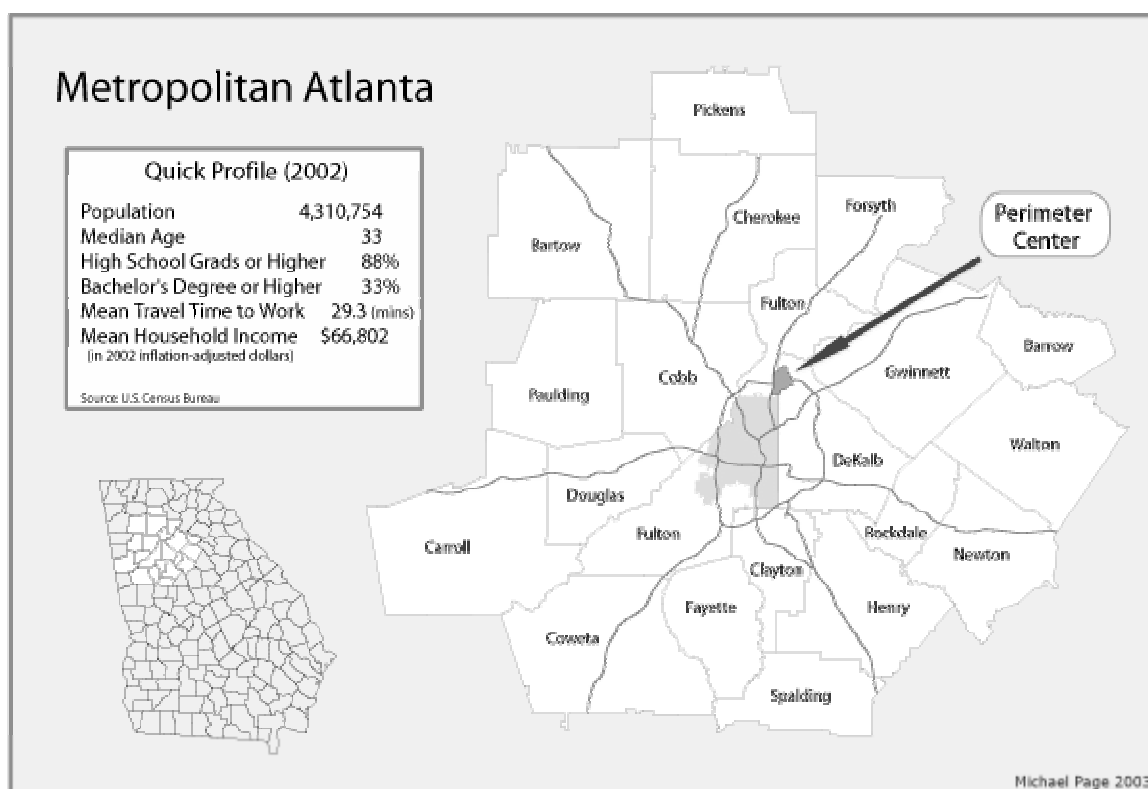 Metropolitan Atlanta
Quick Profile (2002)
Population 4,310,754
Median Age 33
High School Grads or Higher 88%
Bachelor's Degree or Higher 33%
Mean Travel Time to Work 29.3 (mins)
Mean Household Income $66,802
(in 2002 inflation-adjusted dollars)
Source: U.S. Census Bureau
Pickens
Cherokee
Forsyth
Bartow
Perimeter
Center
Fulton
Barrow
Gwinnett
Cobb
Paulding
Walton
DeKalb
Douglas
Fulton
Rockdale
Carroll
Newton
Clayton
Fayette
Henry
Coweta
Spalding
Michael Page 2003